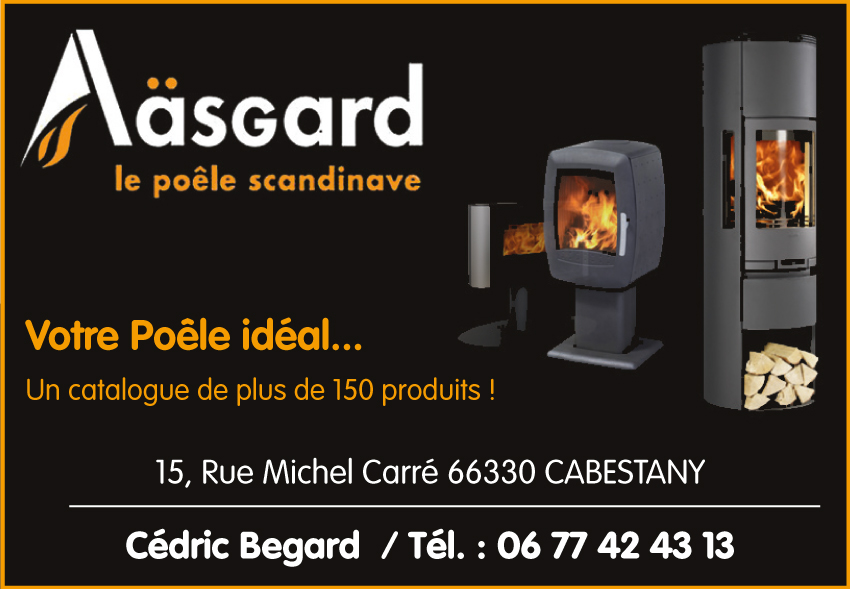 Aäsgard
le poêle scandinave
Votre Poêle idéal...
Un catalogue de plus de 150 produits !
15, Rue Michel Carré 66330 CABESTANY
Cédric Begard / Tél. : 06 77 42 43 13